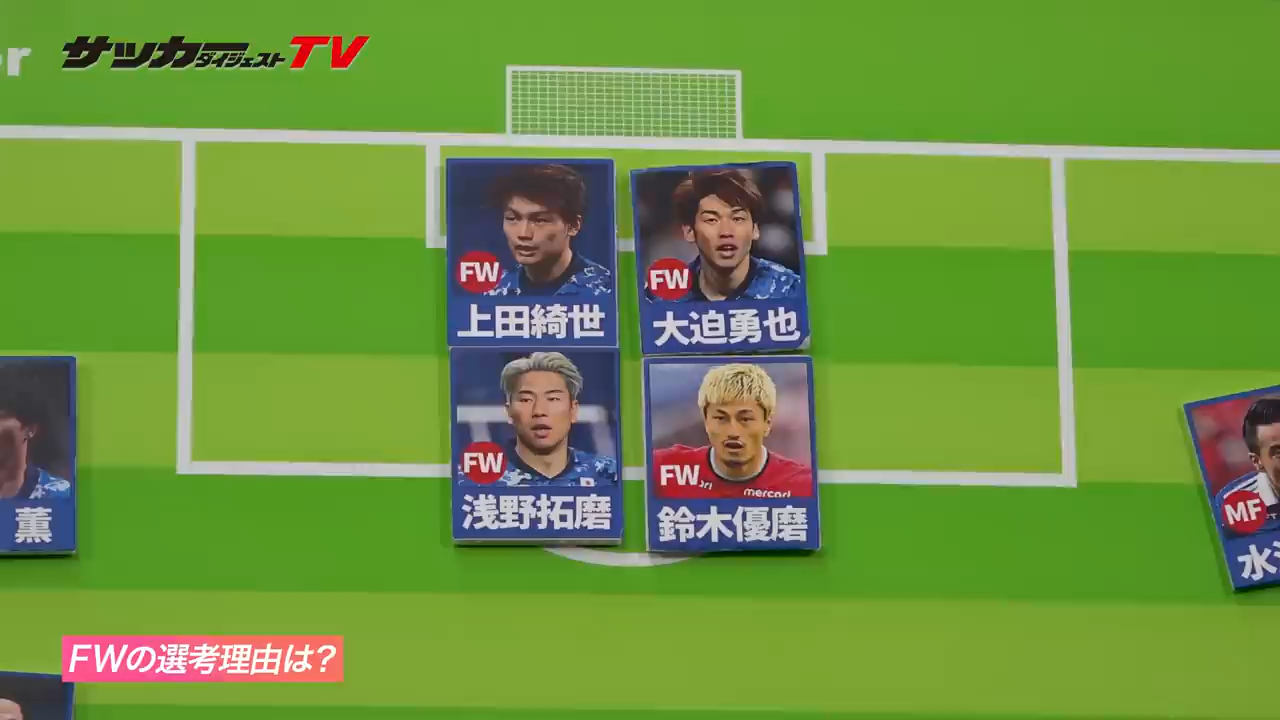 r
サッカーダイジェストTV
FW
上田綺世
FW
大迫勇也
FW
浅野拓磨
FW
mercari
鈴木優磨
薫
MF
水
FWの選考理由は?